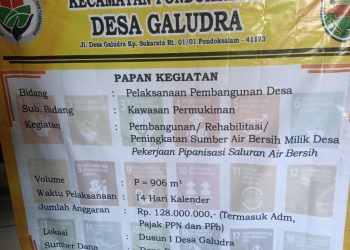 KECAMATAN PONDOK
DESA GALUDRA
Jl. Desa Galudra Kp. Sukarata Rt. 01/01 Pondoksalam - 41173
PAPAN KEGIATAN
Bidang : Pelaksanaan Pembangunan Desa
Sub. Bidang : Kawasan Permukiman
Kegiatan : Pembangunan/ Rehabilitasi/
Peningkatan Sumber Air Bersih Milik Desa
Pekerjaan Pipanisasi Saluran Air Bersih
Volume : P = 906 m¹
Waktu Pelaksanaan : 14 Hari Kalender
Jumlah Anggaran : Rp. 128.000.000,- (Termasuk Adm,
Pajak PPN dan PPh)
Lokasi : Dusun I Desa Galudra
Sumber Dana